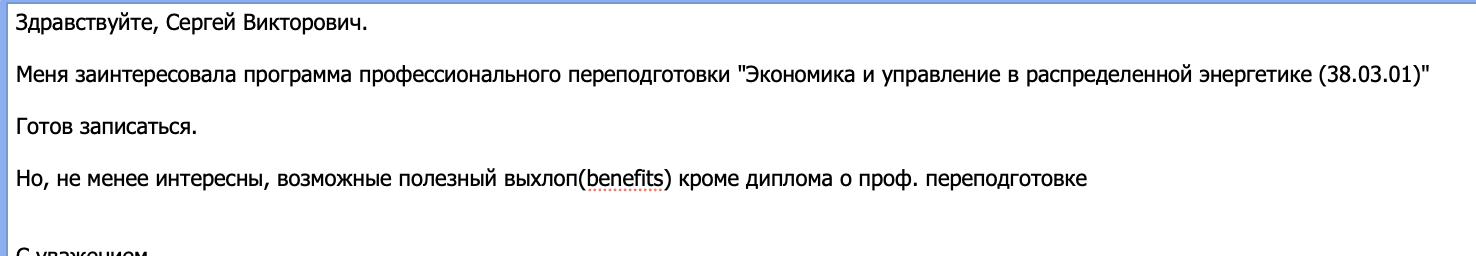 Здравствуйте, Сергей Викторович.
Меня заинтересовала программа профессионального переподготовки "Экономика и управление в распределенной энергетике (38.03.01)"
Готов записаться.
Но, не менее интересны, возможные полезный выхлоп(benefits) кроме диплома о проф. переподготовке
С уважением